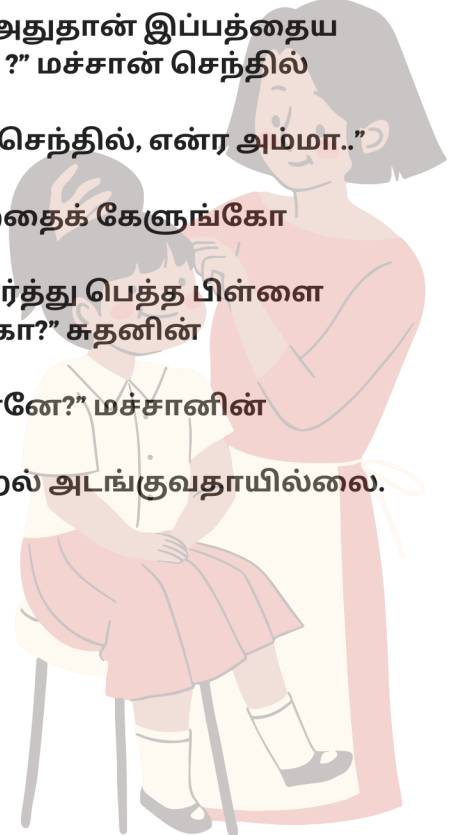 அதுதான் இப்பத்தைய
?” மச்சான் செந்தில்
செந்தில், என்ர அம்மா..”
தைக் கேளுங்கோ
ர்த்து பெத்த பிள்ளை
கா?” சுதனின்
னே?” மச்சானின்
றல் அடங்குவதாயில்லை.